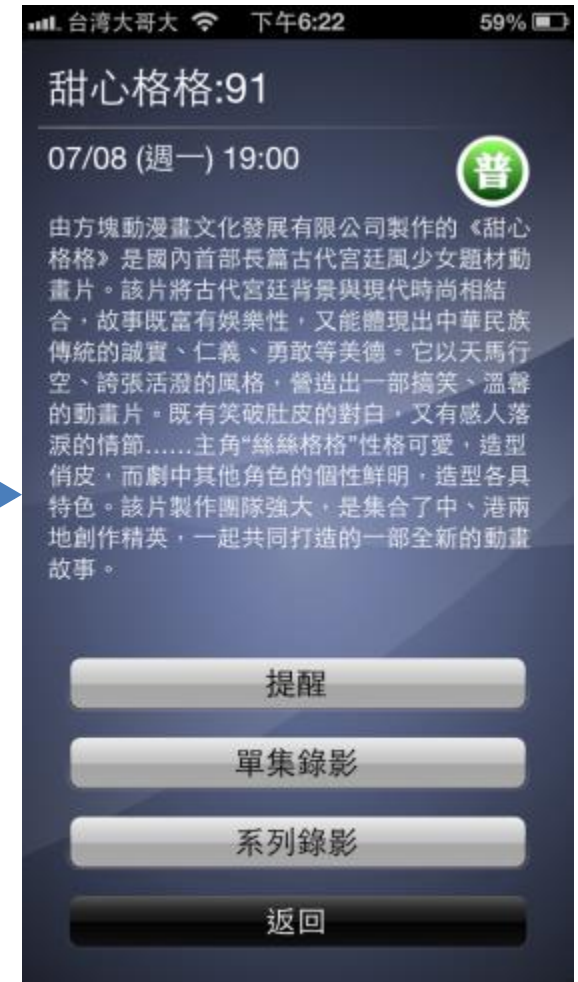 台湾大哥大 下午6:22 59%
甜心格格:91
07/08 (週一) 19:00
普
由方塊動漫畫文化發展有限公司製作的《甜心
格格》是國內首部長篇古代宮廷風少女題材動
畫片。該片將古代宮廷背景與現代時尚相結
合，故事既富有娛樂性，又能體現出中華民族
傳統的誠實、仁義、勇敢等美德。它以天馬行
空、誇張活潑的風格，營造出一部搞笑、溫馨
的動畫片。既有笑破肚皮的對白，又有感人落
淚的情節......主角“絲絲格格”性格可愛，造型
俏皮，而劇中其他角色的個性鮮明，造型各具
特色。該片製作團隊強大，是集合了中、港兩
地創作精英，一起共同打造的一部全新的動畫
故事。
提醒
單集錄影
系列錄影
返回